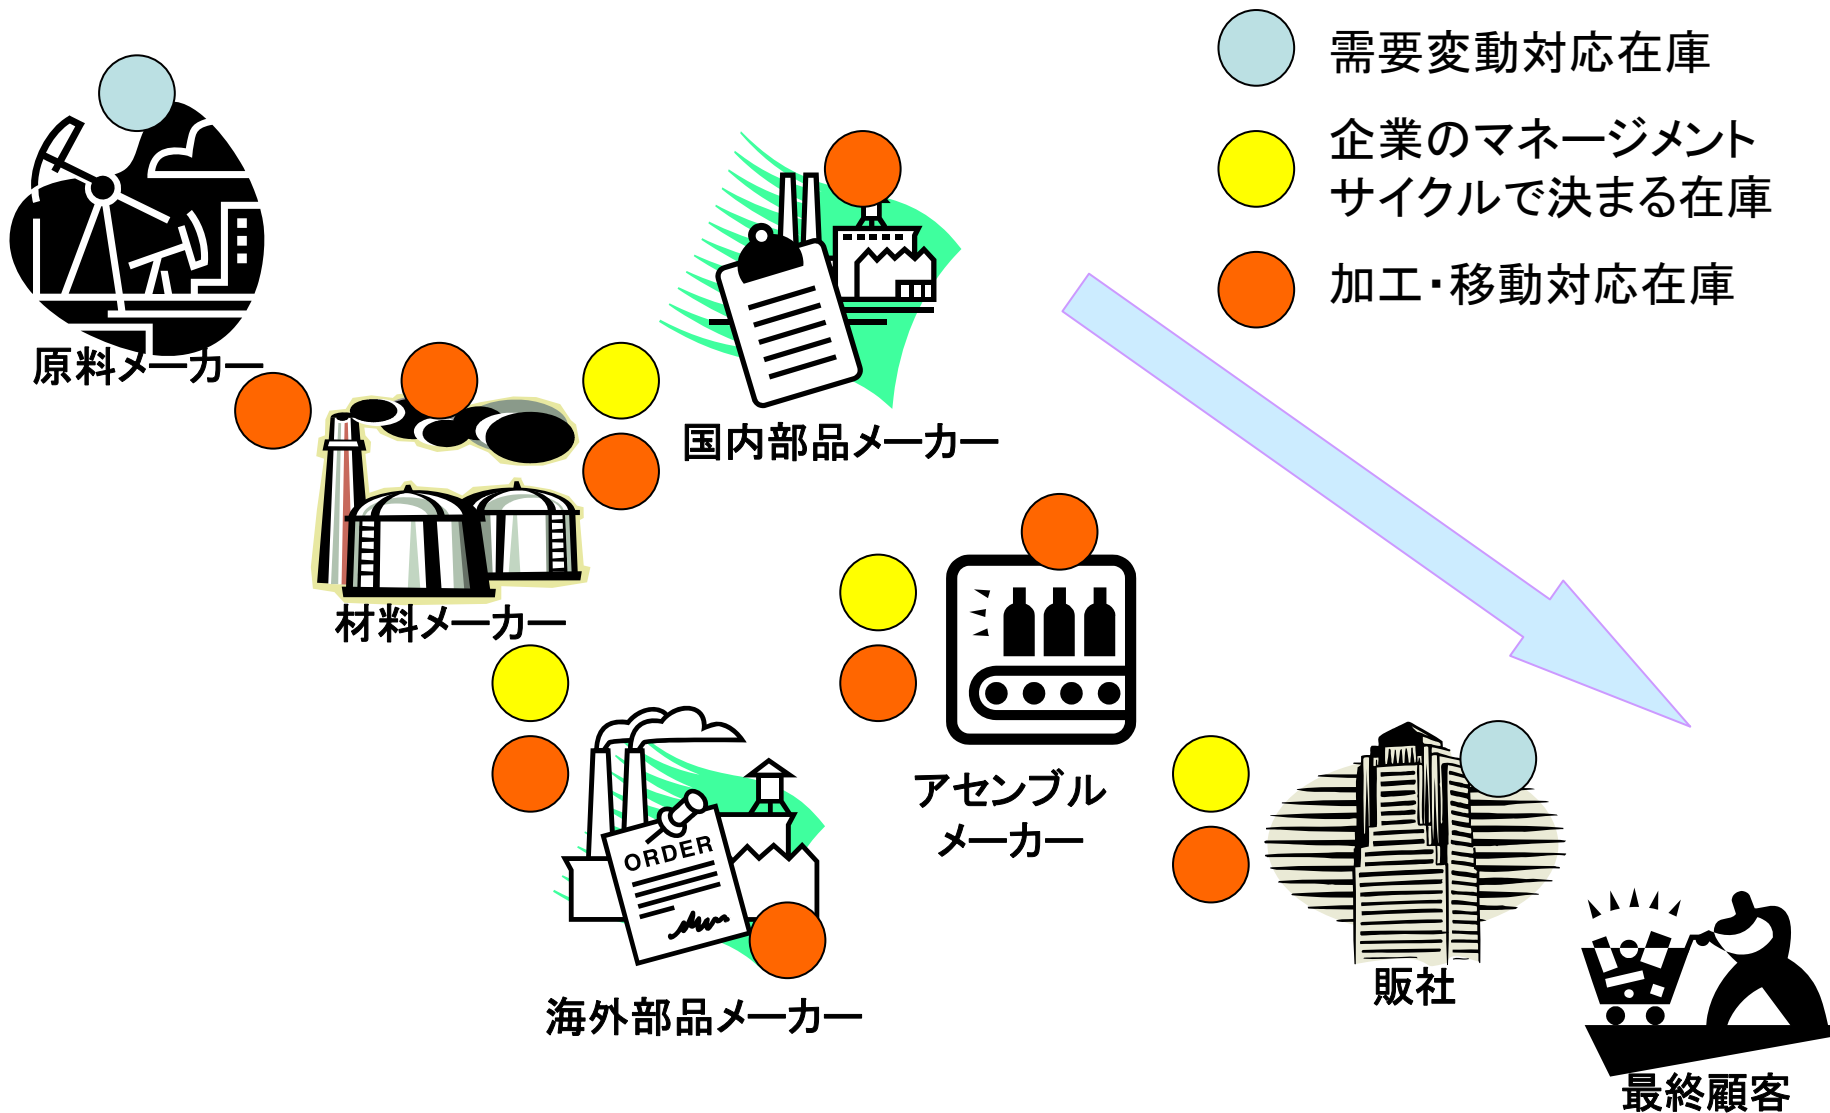 需要変動対応在庫
企業のマネージメント
サイクルで決まる在庫
加工・移動対応在庫
原料メーカー
国内部品メーカー
材料メーカー
アセンブル
メーカー
ORDER
海外部品メーカー
販社
最終顧客